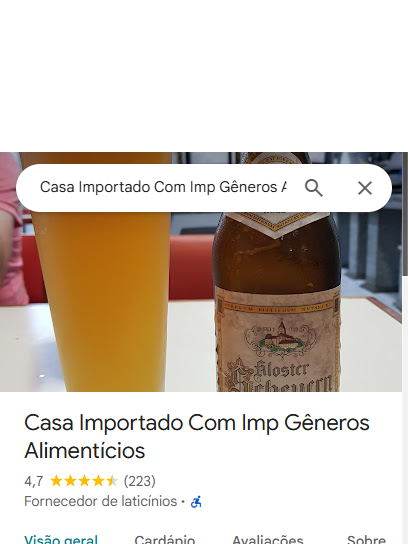 Casa Importado Com Imp Gêneros
Kloster
Scheyern
Casa Importado Com Imp Gêneros
Alimentícios
4,7 (223)
Fornecedor de laticínios ·
Visão geral Cardápio Avaliações Sobre